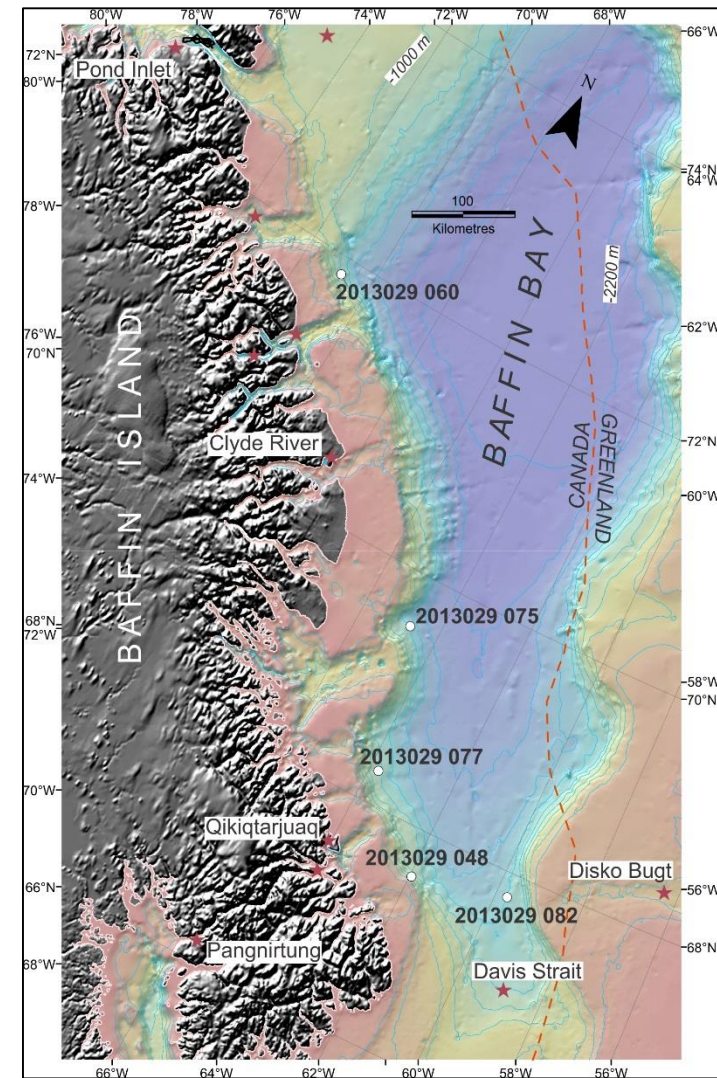 78°W
76°W
74°W
72°W
70°W
68°W
66°W
72°N
80°W
Pond Inlet
-1000 m
N
74°N
64°W
100
Kilometres
78°W
BAFFIN BAY
-2200 m
2013029 060
62°W
76°W
70°N
BAFFIN ISLAND
Clyde River
CANADA
GREENLAND
72°N
60°W
74°W
2013029 075
68°N
72°W
58°W
70°N
2013029 077
70°W
Qikiqtarjuaq
2013029 048
Disko Bugt
66°N
56°W
2013029 082
Pangnirtung
68°N
68°W
Davis Strait
66°W
64°W
62°W
60°W
58°W
56°W